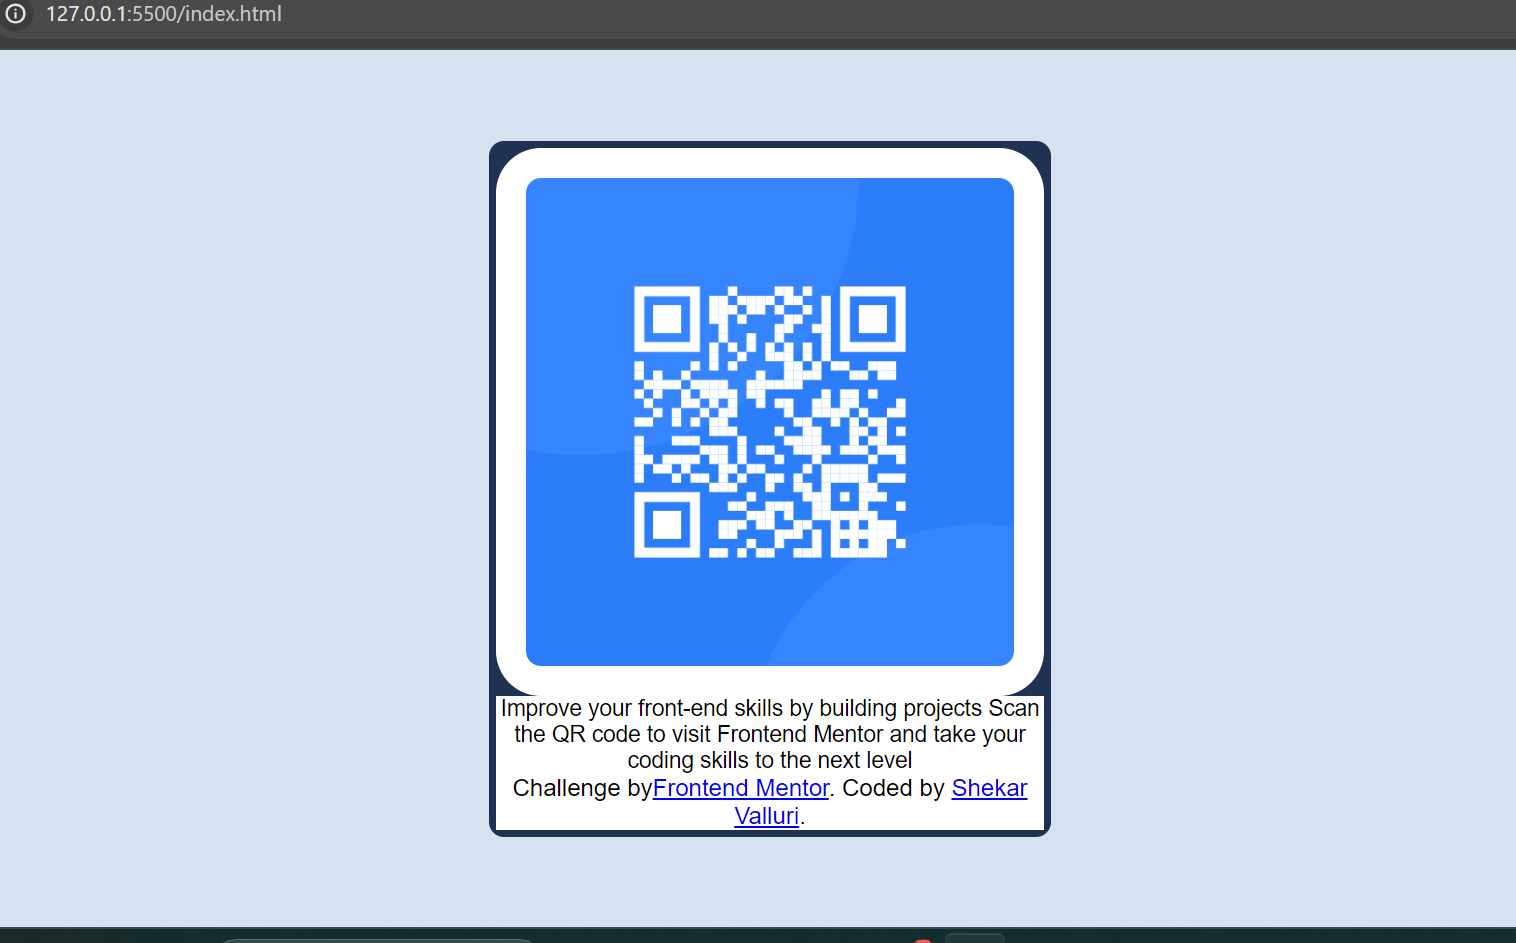 127.0.0.1:5500/index.html
Improve your front-end skills by building projects Scan
the QR code to visit Frontend Mentor and take your
coding skills to the next level
Challenge byFrontend Mentor. Coded by Shekar
Valluri.